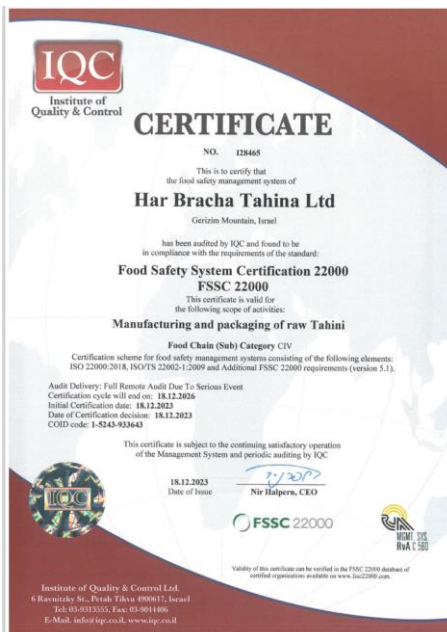 IQC
Institute of
Quality & Control
CERTIFICATE
NO. 128465
This is to certify that
the food safety management system of
Har Bracha Tahina Ltd
Gerizim Mountain, Israel
has been audited by IQC and found to be
in compliance with the requirements of the standard:
Food Safety System Certification 22000
FSSC 22000
This certificate is valid for
the following scope of activities:
Manufacturing and packaging of raw Tahini
Food Chain (Sub) Category CIV
Certification scheme for food safety management systems consisting of the following elements:
ISO 22000:2018, ISO/TS 22002-1:2009 and Additional FSSC 22000 requirements (version 5.1).
Audit Delivery: Full Remote Audit Due To Serious Event
Certification cycle will end on: 18.12.2026
Initial Certification date: 18.12.2023
Date of Certification decision: 18.12.2023
COID code: 1-5243-933643
This certificate is subject to the continuing satisfactory operation
of the Management System and periodic auditing by IQC
18.12.2023
Date of Issue
Nir Halpern, CEO
IQC
FSSC 22000
MGMT. SYS.
RvA C 560
Validity of this certificate can be verified in the FSSC 22000 database of
certified organizations available on www.fssc22000.com.
Institute of Quality & Control Ltd.
6 Ravnitzky St., Petah Tikva 4900617, Israel
Tel: 03-9313555, Fax: 03-9014406
E-Mail. info@iqc.co.il, www.iqc.co.il